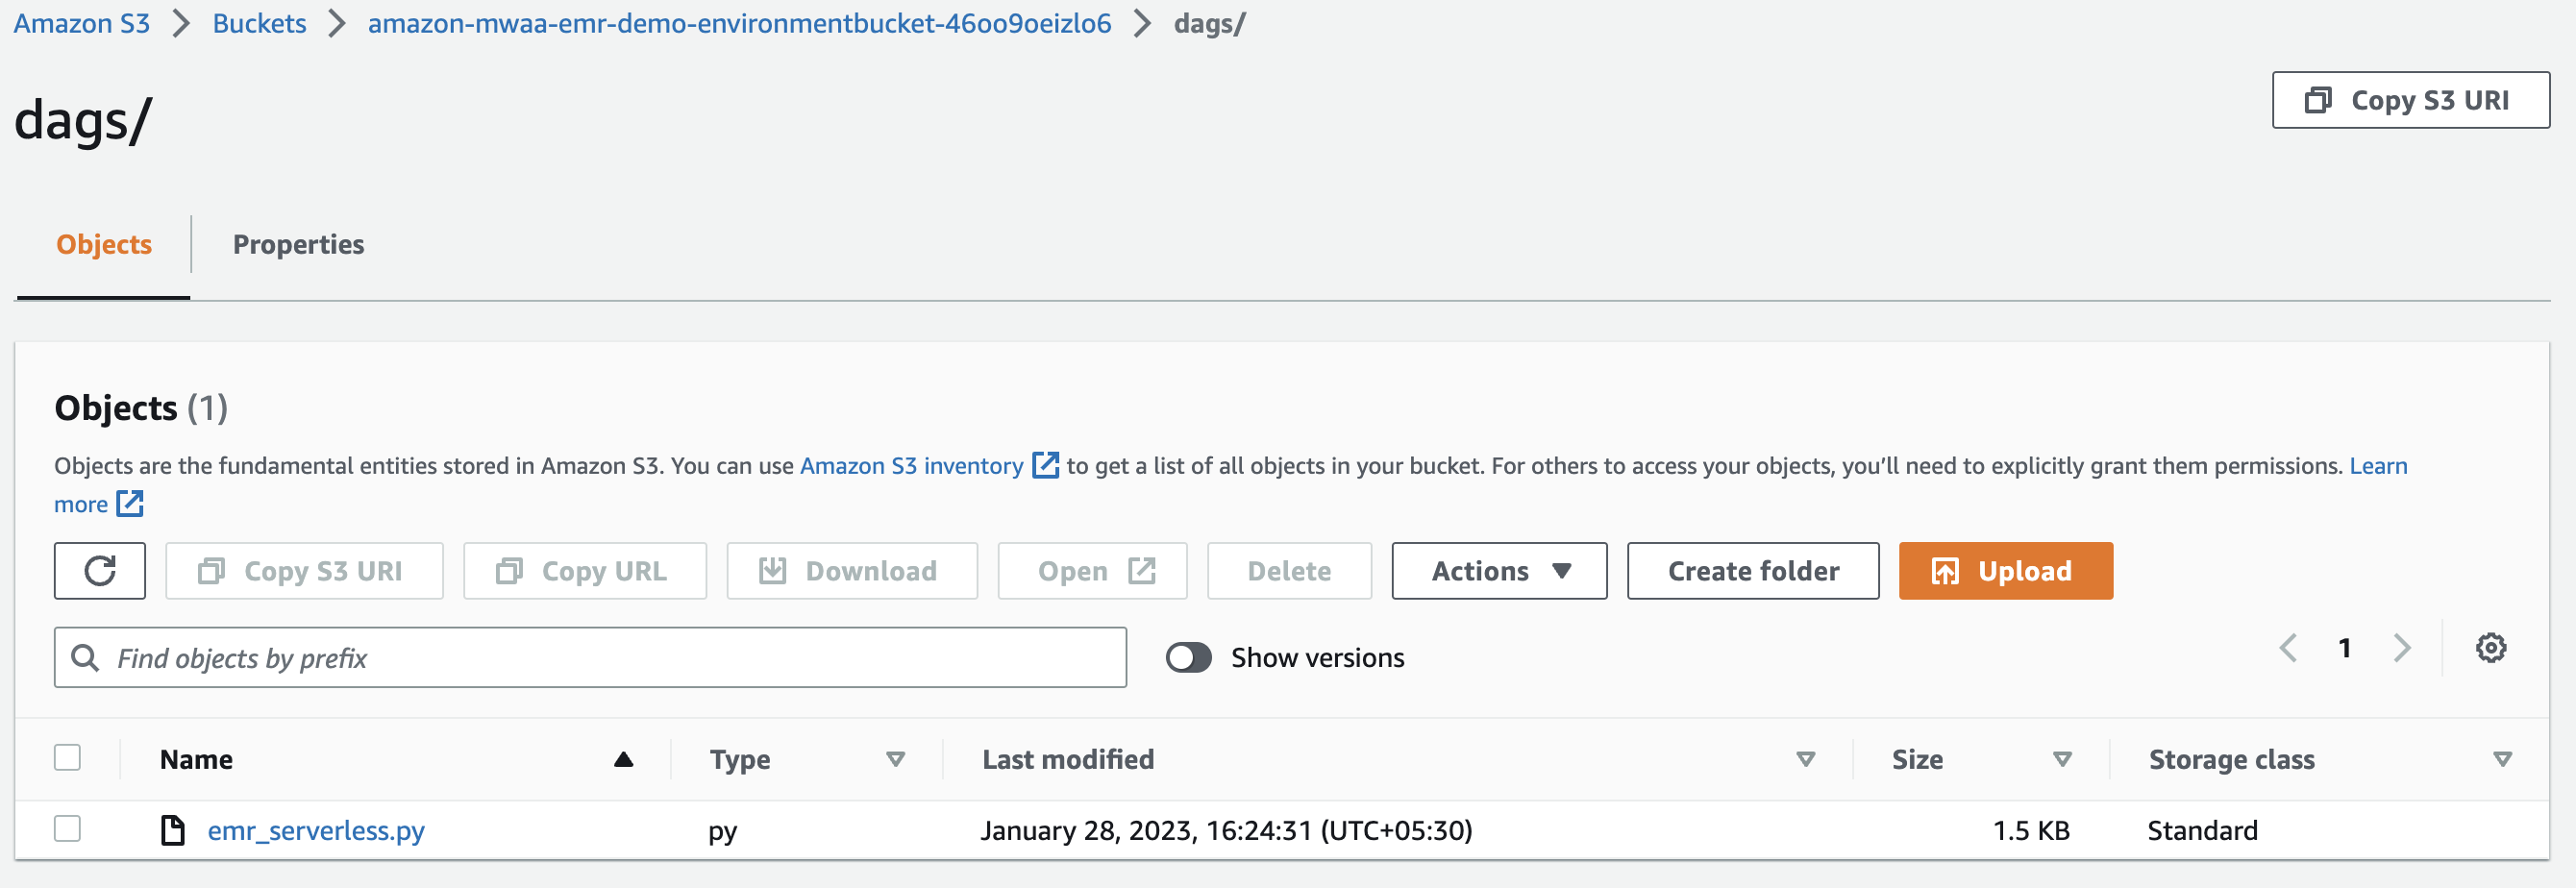 Amazon S3 > Buckets > amazon-mwaa-emr-demo-environmentbucket-46oo9oeizlo6 > dags/
dags/
Copy S3 URI
Objects Properties
Objects (1)
Objects are the fundamental entities stored in Amazon S3. You can use Amazon S3 inventory to get a list of all objects in your bucket. For others to access your objects, you’ll need to explicitly grant them permissions. Learn
more
Copy S3 URI Copy URL Download Open Delete Actions Create folder Upload
Find objects by prefix Show versions 1
Name Type Last modified Size Storage class
emr_serverless.py py January 28, 2023, 16:24:31 (UTC+05:30) 1.5 KB Standard